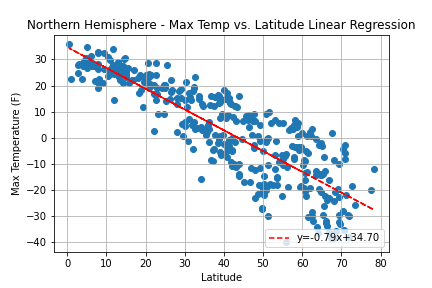 Northern Hemisphere - Max Temp vs. Latitude Linear Regression
30
20
10
0
−10
−20
−30
−40
Max Temperature (F)
y=-0.79x+34.70
0 10 20 30 40 50 60 70 80
Latitude